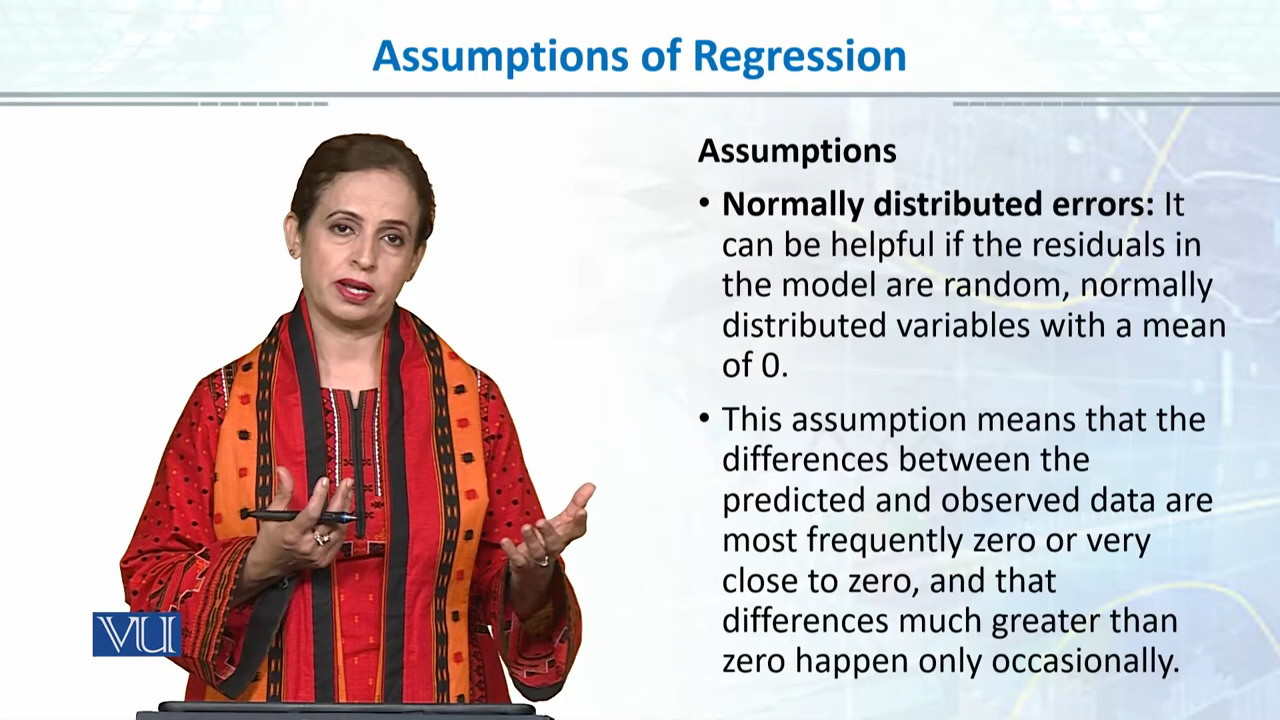 Assumptions of Regression
Assumptions
• Normally distributed errors: It
can be helpful if the residuals in
the model are random, normally
distributed variables with a mean
of 0.
• This assumption means that the
differences between the
predicted and observed data are
most frequently zero or very
close to zero, and that
differences much greater than
zero happen only occasionally.
VU